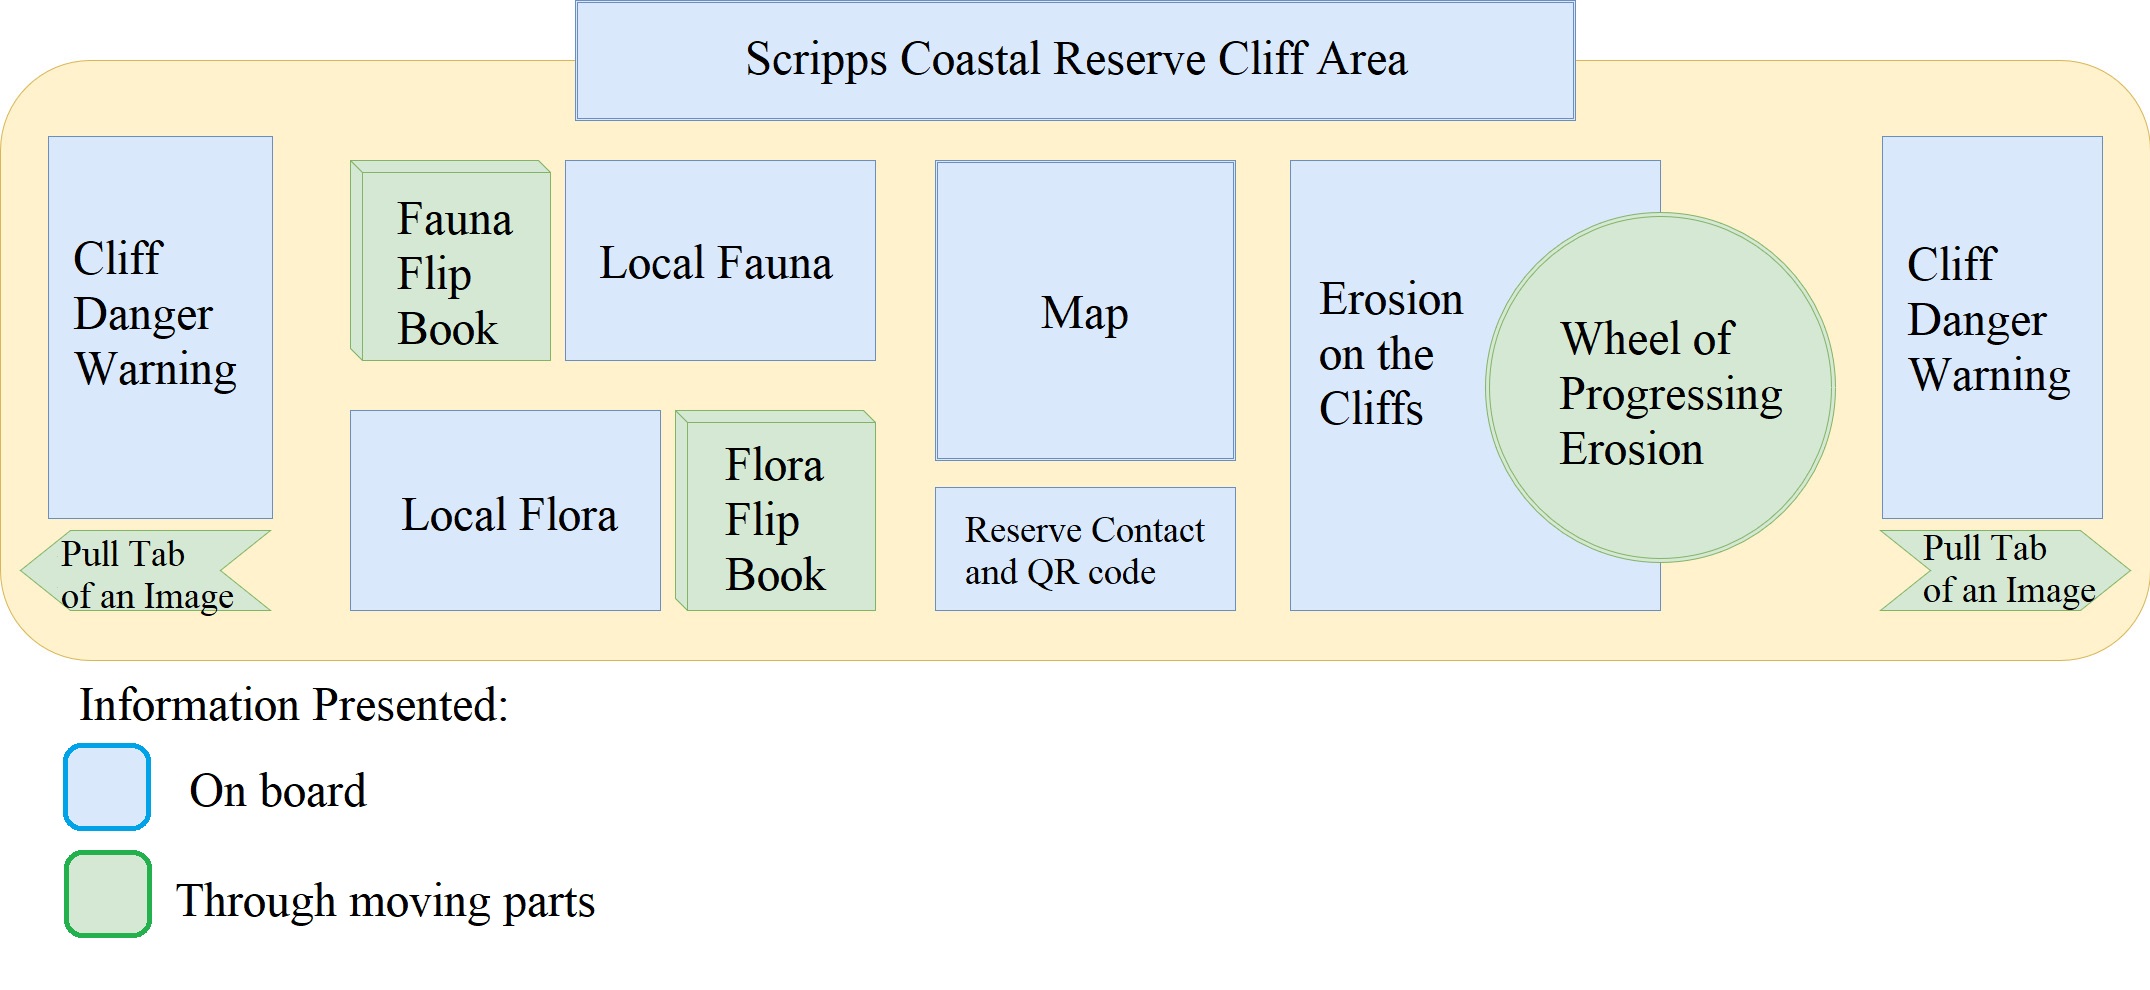 Scripps Coastal Reserve Cliff Area
Cliff
Danger
Warning
Pull Tab
of an Image
Fauna
Flip
Book
Local Fauna
Local Flora
Flora
Flip
Book
Map
Reserve Contact
and QR code
Erosion
on the
Cliffs
Wheel of
Progressing
Erosion
Cliff
Danger
Warning
Pull Tab
of an Image
Information Presented:
On board
Through moving parts